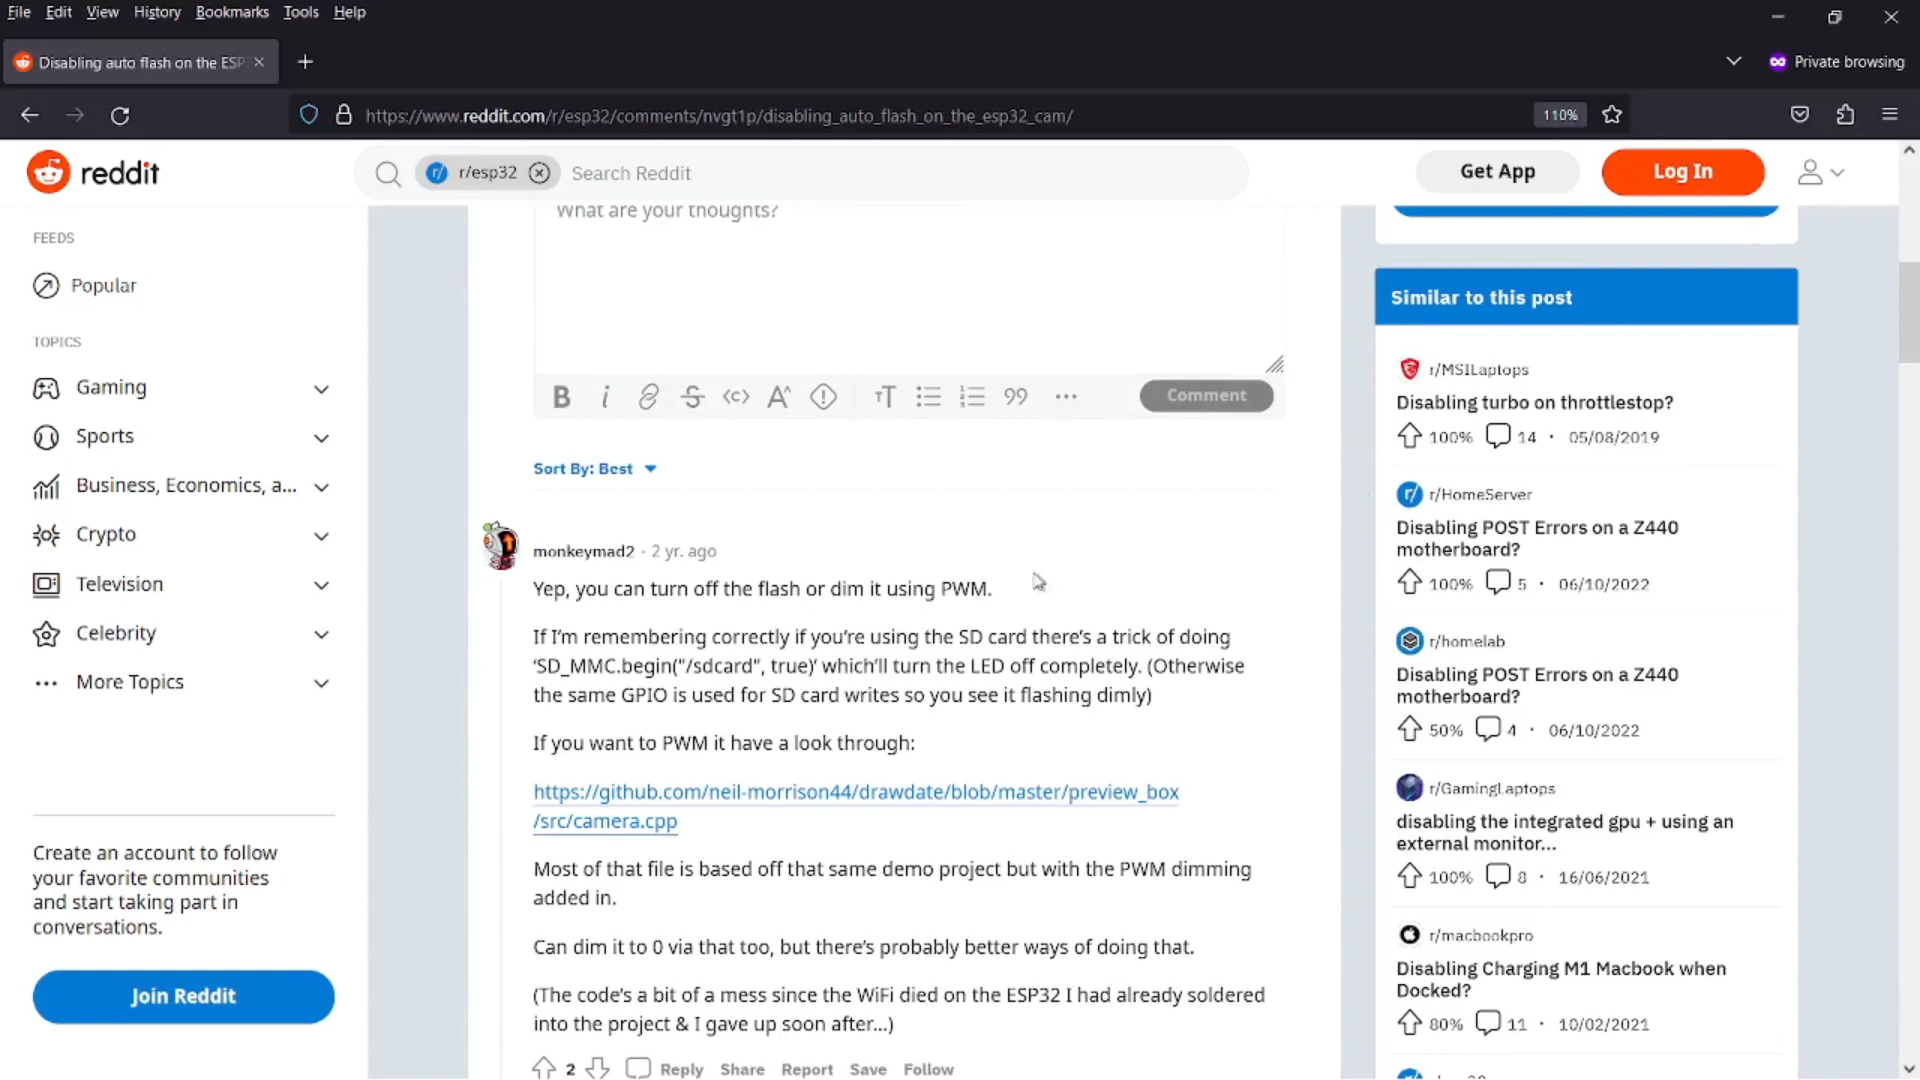 File Edit View History Bookmarks Tools Help
Disabling auto flash on the ESP
Private browsing
https://www.reddit.com/r/esp32/comments/nvgt1p/disabling_auto_flash_on_the_esp32_cam/
110%
reddit
r/esp32
Search Reddit
Get App
Log In
FEEDS
Popular
TOPICS
Gaming
Sports
Business, Economics, a...
Crypto
Television
Celebrity
More Topics
Create an account to follow
your favorite communities
and start taking part in
conversations.
Join Reddit
What are your thoughts?
Comment
Sort By: Best
monkeymad2 · 2 yr. ago
Yep, you can turn off the flash or dim it using PWM.
If I'm remembering correctly if you're using the SD card there's a trick of doing
‘SD_MMC.begin("/sdcard", true)’ which'll turn the LED off completely. (Otherwise
the same GPIO is used for SD card writes so you see it flashing dimly)
If you want to PWM it have a look through:
https://github.com/neil-morrison44/drawdate/blob/master/preview_box
/src/camera.cpp
Most of that file is based off that same demo project but with the PWM dimming
added in.
Can dim it to 0 via that too, but there's probably better ways of doing that.
(The code's a bit of a mess since the WiFi died on the ESP32 I had already soldered
into the project & I gave up soon after...)
2 Reply Share Report Save Follow
Similar to this post
r/MSILaptops
Disabling turbo on throttlestop?
100% 14 · 05/08/2019
r/HomeServer
Disabling POST Errors on a Z440
motherboard?
100% 5 · 06/10/2022
r/homelab
Disabling POST Errors on a Z440
motherboard?
50% 4 · 06/10/2022
r/GamingLaptops
disabling the integrated gpu + using an
external monitor...
100% 8 · 16/06/2021
r/macbookpro
Disabling Charging M1 Macbook when
Docked?
80% 11 · 10/02/2021